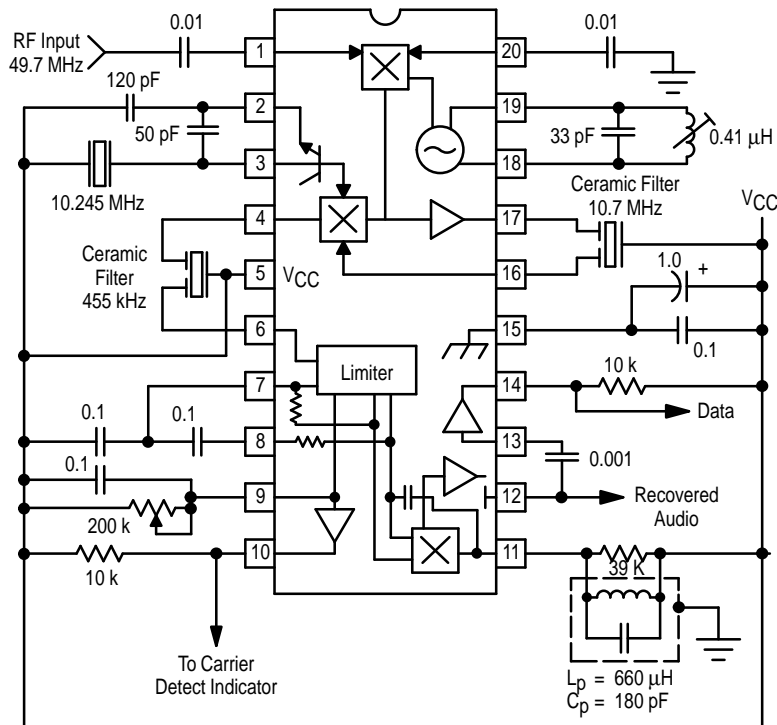 RF Input
49.7 MHz
0.01
1
20
0.01
120 pF
50 pF
2
19
33 pF
0.41 μH
3
18
10.245 MHz
Ceramic Filter
10.7 MHz
VCC
4
17
Ceramic
Filter
455 kHz
5
VCC
16
1.0
+
6
15
0.1
Limiter
7
14
10 k
Data
0.1
0.1
8
13
0.001
0.1
9
12
Recovered
Audio
200 k
10
11
10 k
39 K
To Carrier
Detect Indicator
Lp = 660 μH
Cp = 180 pF